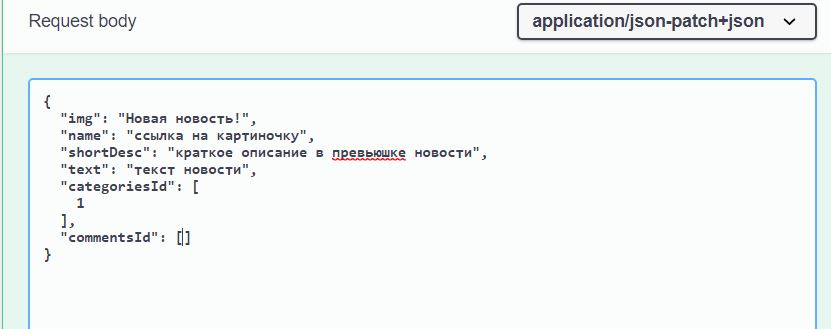 Request body
application/json-patch+json
{
"img": "Новая новость!",
"name": "ссылка на картиночку",
"shortDesc": "краткое описание в превьюшке новости",
"text": "текст новости",
"categoriesId": [
1
],
"commentsId": []
}